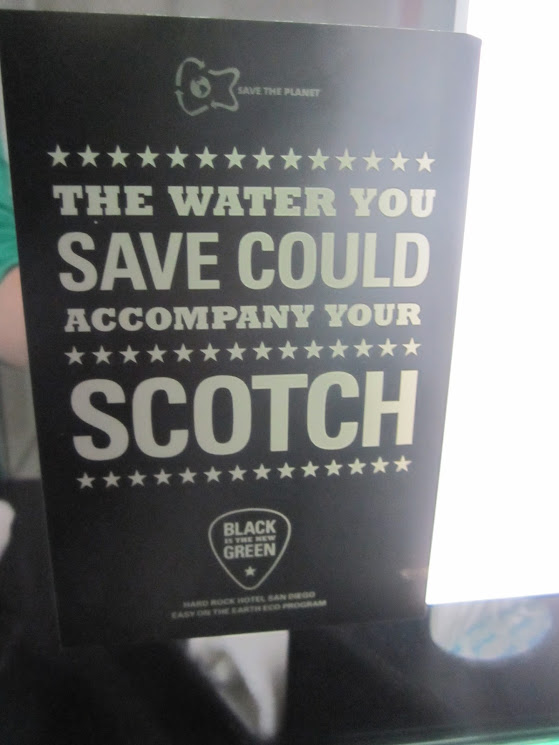 SAVE THE PLANET
THE WATER YOU
SAVE COULD
ACCOMPANY YOUR
SCOTCH
BLACK
IS THE NEW
GREEN
HARD ROCK HOTEL SAN DIEGO
EASY ON THE EARTH ECO PROGRAM